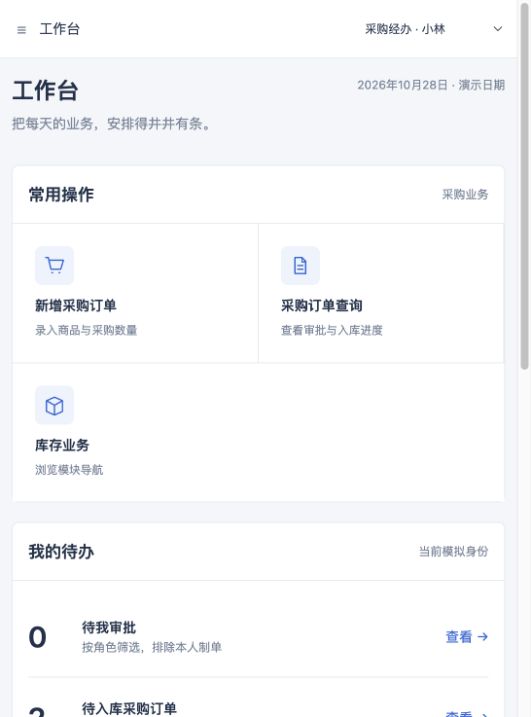 工作台
采购经办 · 小林
工作台
2026年10月28日 · 演示日期
把每天的业务，安排得井井有条。
常用操作
采购业务
新增采购订单
录入商品与采购数量
采购订单查询
查看审批与入库进度
库存业务
浏览模块导航
我的待办
当前模拟身份
0
待我审批
按角色筛选，排除本人制单
查看 →
2
待入库采购订单
查看 →